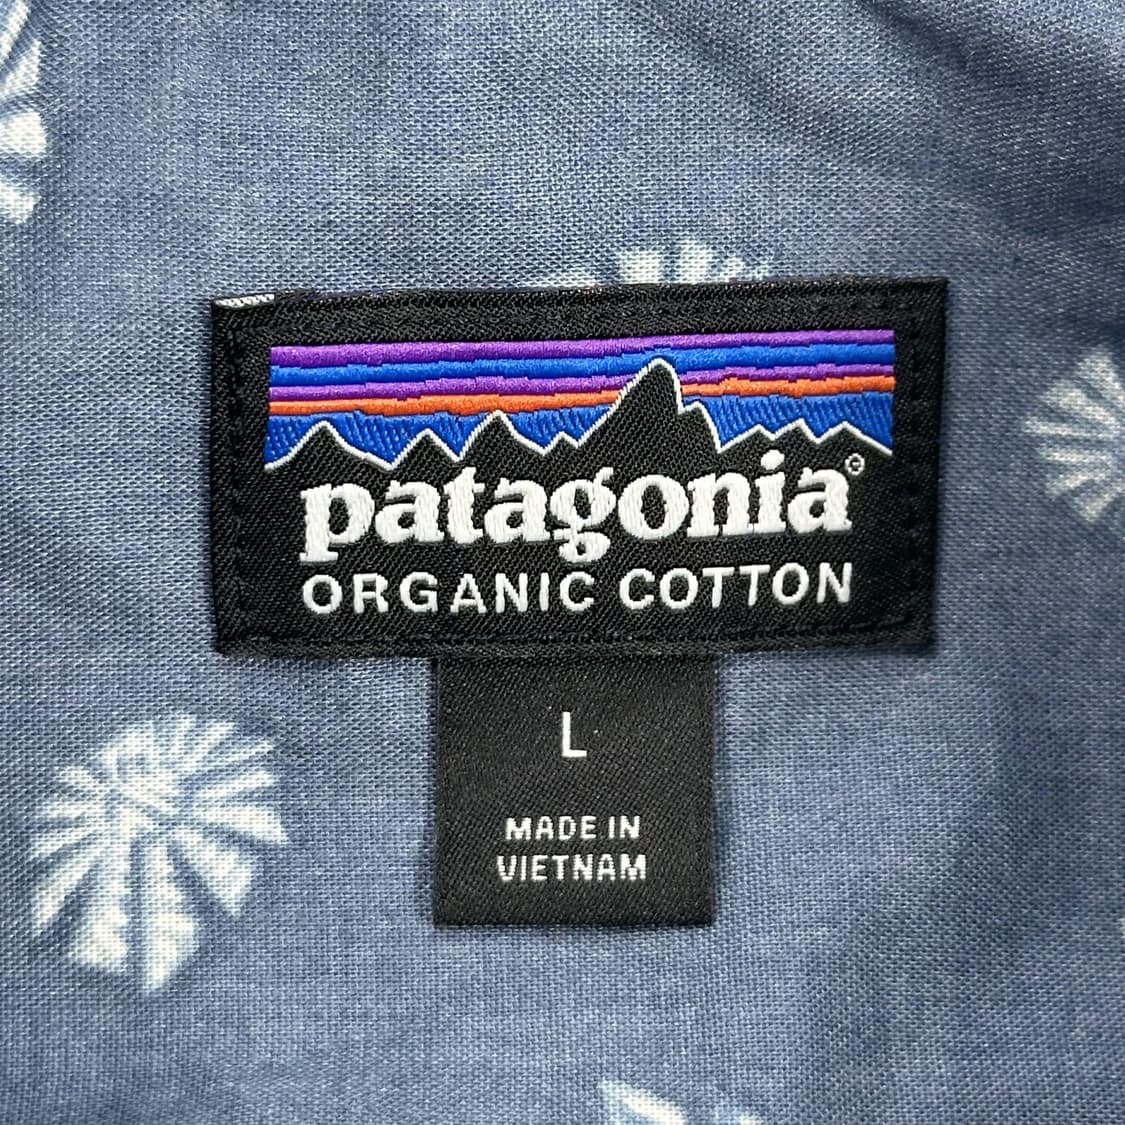 patagonia®
ORGANIC COTTON
L
MADE IN
VIETNAM